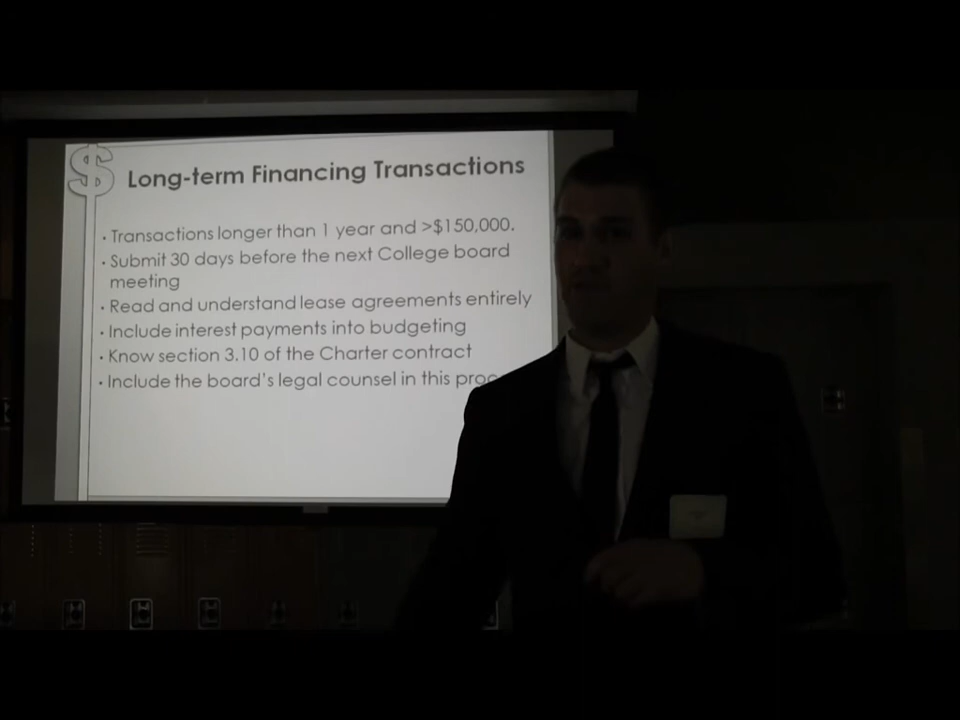 $
Long-term Financing Transactions
· Transactions longer than 1 year and >$150,000.
· Submit 30 days before the next College board
meeting
· Read and understand lease agreements entirely
· Include interest payments into budgeting
· Know section 3.10 of the Charter contract
· Include the board's legal counsel in this proc